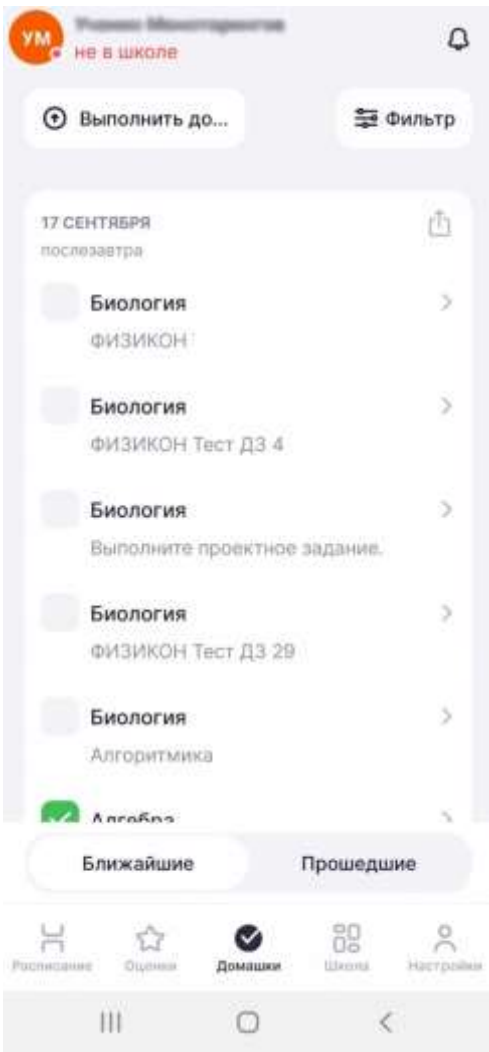 УМ
не в школе
Выполнить до...
Фильтр
17 СЕНТЯБРЯ
послезавтра
Биология
ФИЗИКОН
Биология
ФИЗИКОН Тест ДЗ 4
Биология
Выполните проектное задание.
Биология
ФИЗИКОН Тест ДЗ 29
Биология
Алгоритмика
Алгебра
Ближайшие
Прошедшие
Расписание
Оценки
Домашки
Школа
Настройки